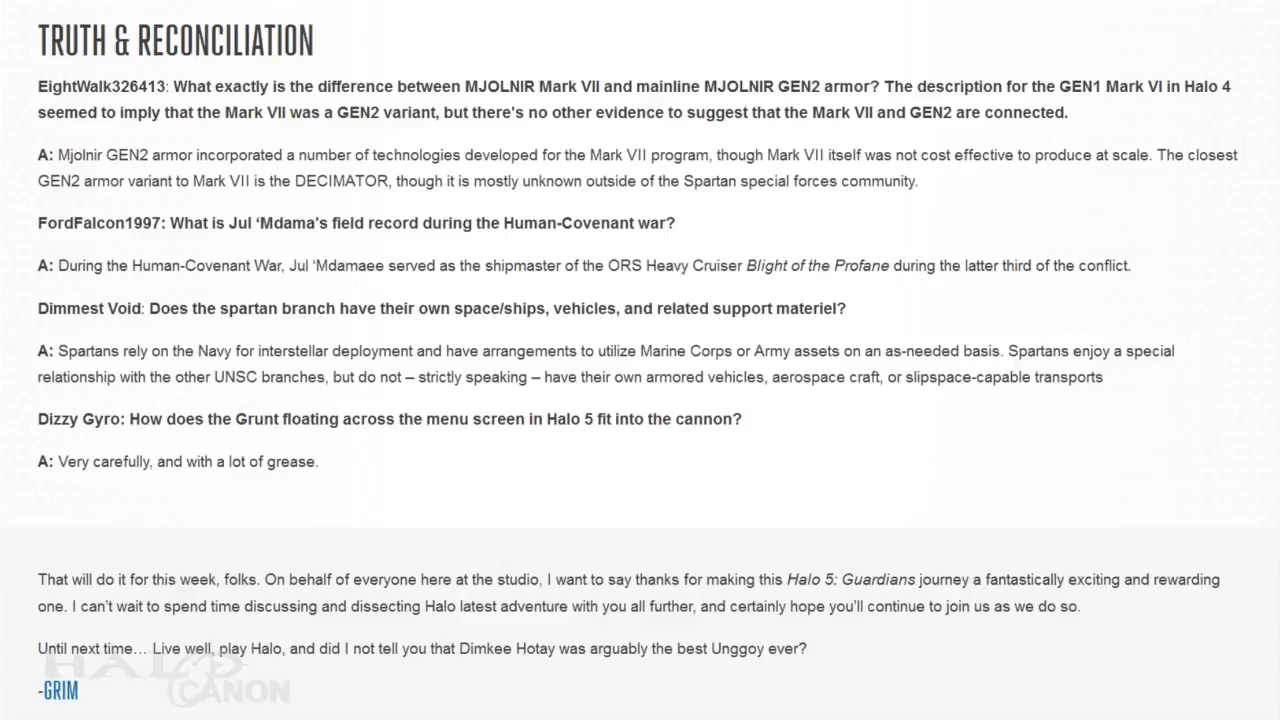 TRUTH & RECONCILIATION
EightWalk326413: What exactly is the difference between MJOLNIR Mark VII and mainline MJOLNIR GEN2 armor? The description for the GEN1 Mark VI in Halo 4
seemed to imply that the Mark VII was a GEN2 variant, but there's no other evidence to suggest that the Mark VII and GEN2 are connected.
A: Mjolnir GEN2 armor incorporated a number of technologies developed for the Mark VII program, though Mark VII itself was not cost effective to produce at scale. The closest
GEN2 armor variant to Mark VII is the DECIMATOR, though it is mostly unknown outside of the Spartan special forces community.
FordFalcon1997: What is Jul ‘Mdama's field record during the Human-Covenant war?
A: During the Human-Covenant War, Jul ‘Mdamaee served as the shipmaster of the ORS Heavy Cruiser Blight of the Profane during the latter third of the conflict.
Dimmest Void: Does the spartan branch have their own space/ships, vehicles, and related support materiel?
A: Spartans rely on the Navy for interstellar deployment and have arrangements to utilize Marine Corps or Army assets on an as-needed basis. Spartans enjoy a special
relationship with the other UNSC branches, but do not – strictly speaking – have their own armored vehicles, aerospace craft, or slipspace-capable transports
Dizzy Gyro: How does the Grunt floating across the menu screen in Halo 5 fit into the cannon?
A: Very carefully, and with a lot of grease.
That will do it for this week, folks. On behalf of everyone here at the studio, I want to say thanks for making this Halo 5: Guardians journey a fantastically exciting and rewarding
one. I can’t wait to spend time discussing and dissecting Halo latest adventure with you all further, and certainly hope you’ll continue to join us as we do so.
Until next time… Live well, play Halo, and did I not tell you that Dimkee Hotay was arguably the best Unggoy ever?
HALO
CANON
-GRIM